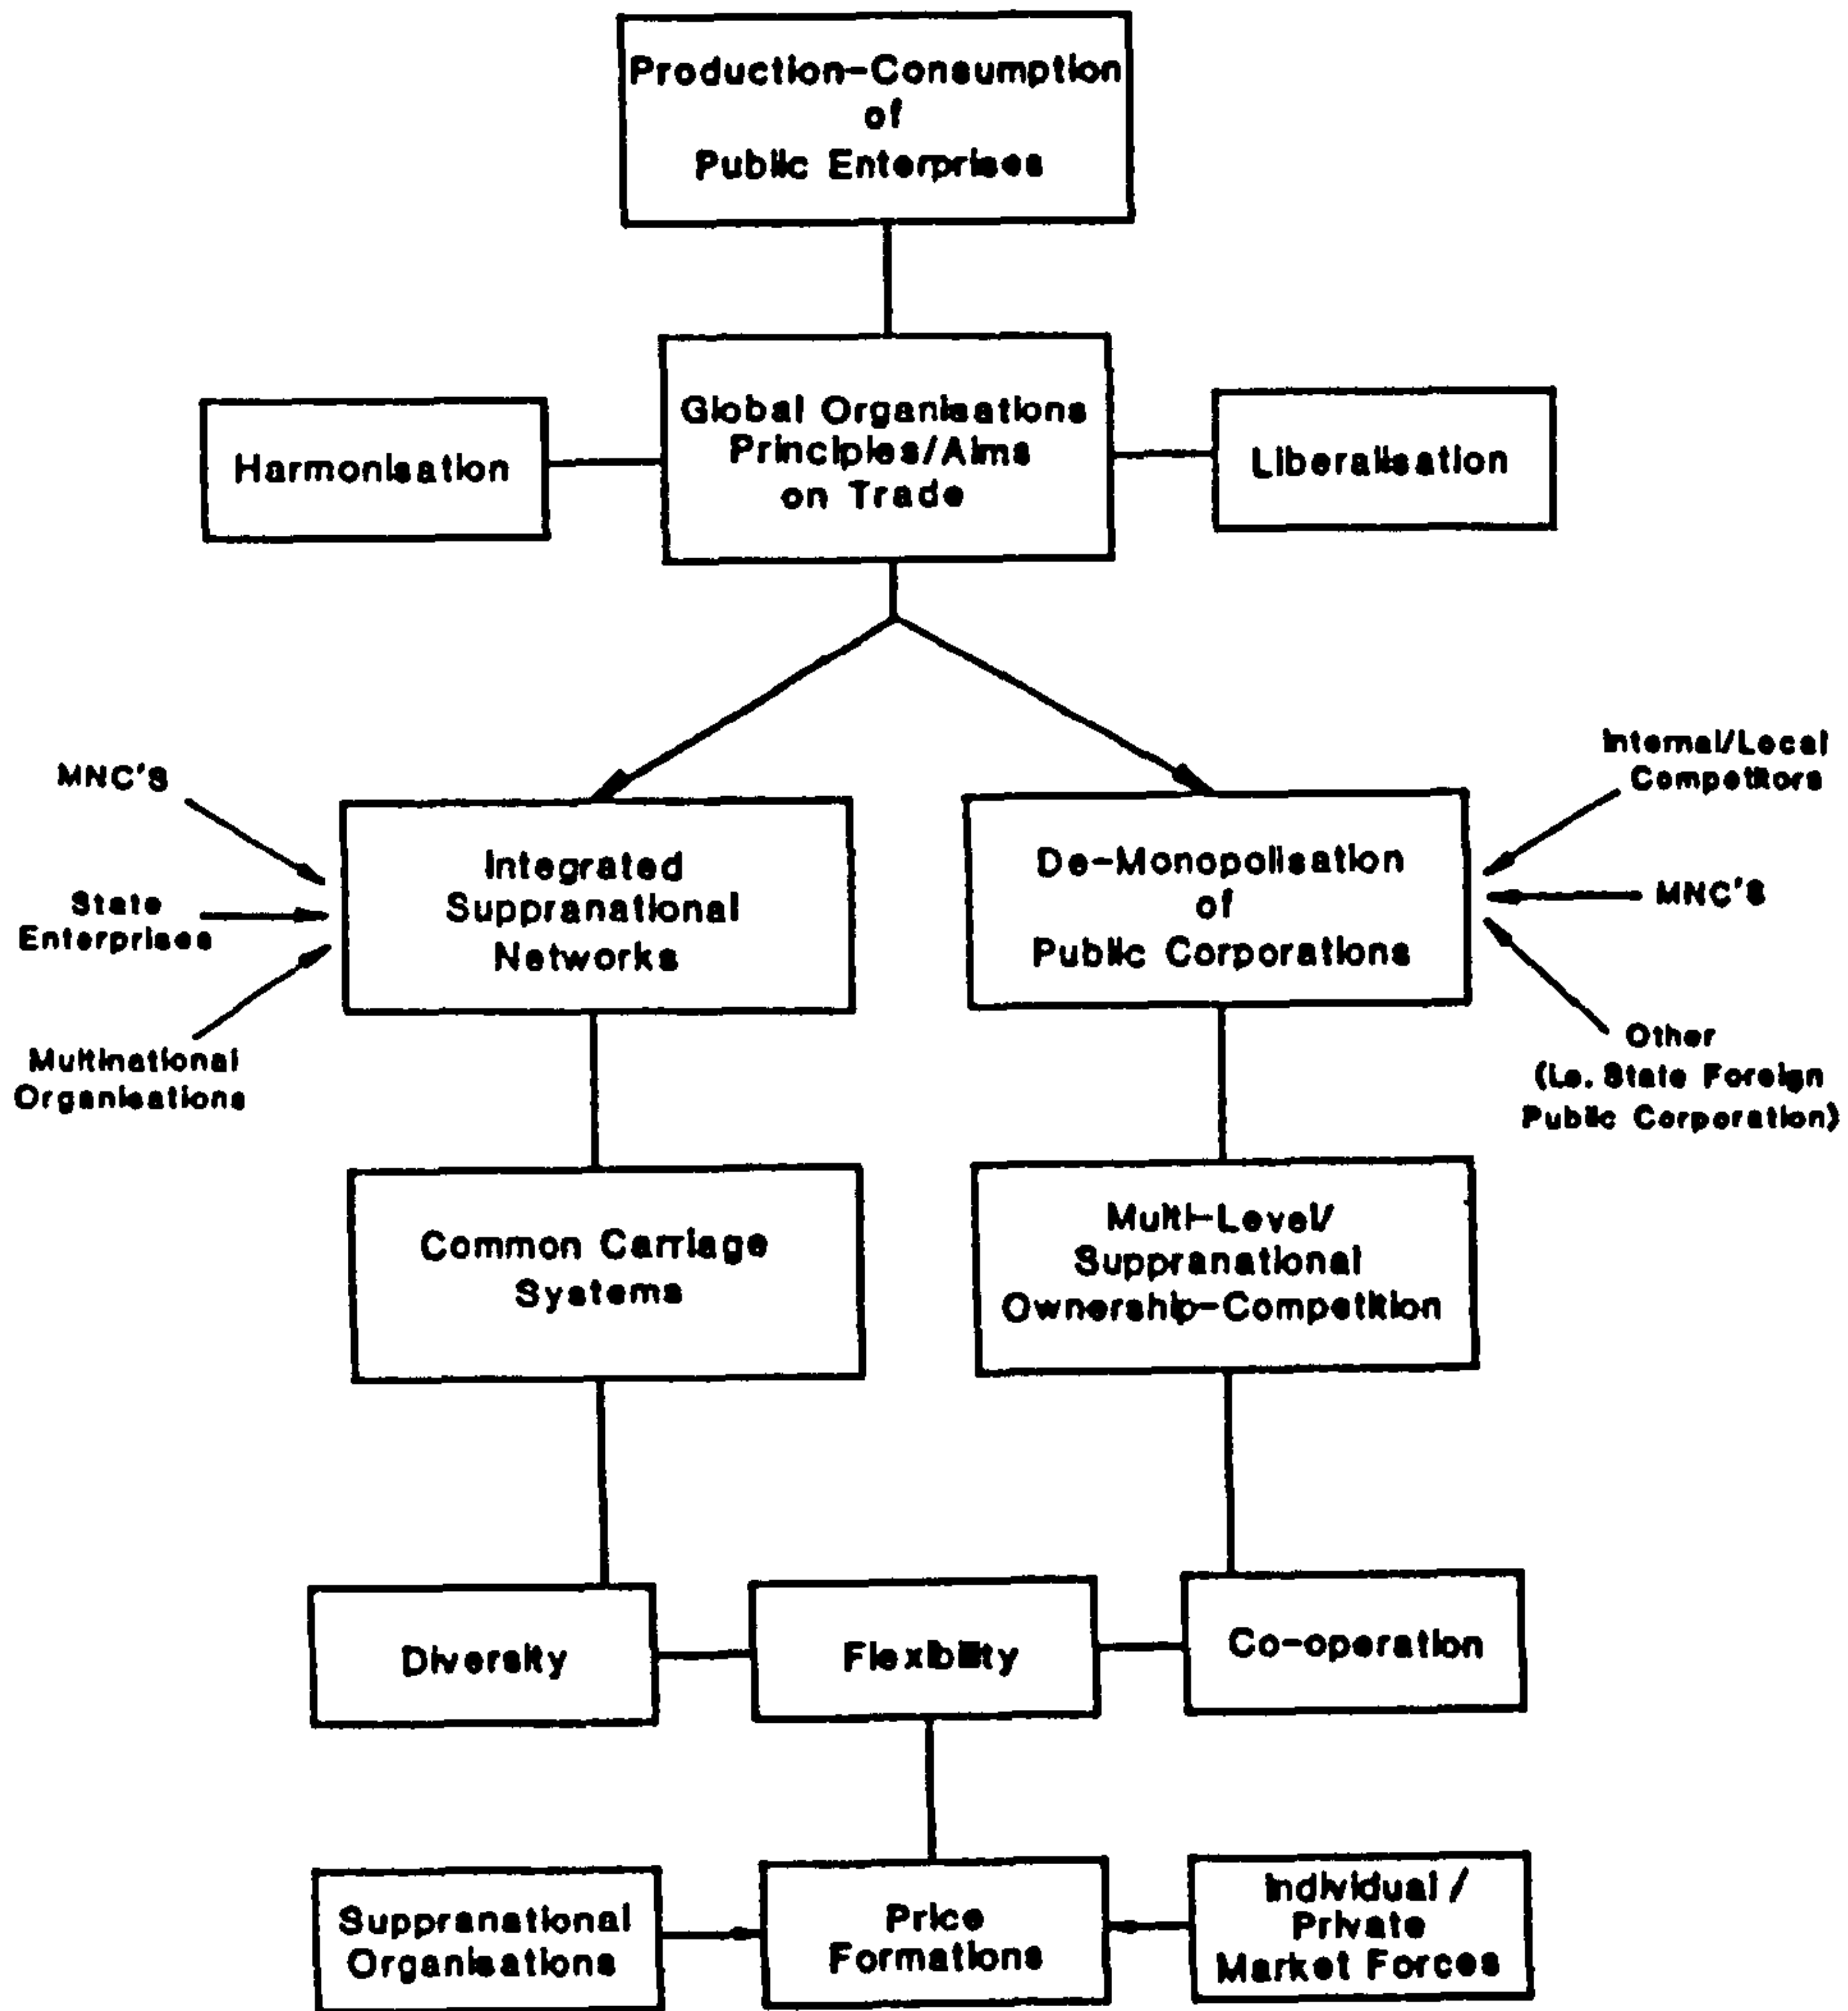 Production-Consumption
of
Public Enterprises
Harmonisation
Global Organisations
Principles/Aims
on Trade
Liberalisation
MNC'S
State
Enterprises
Multinational
Organisations
Integrated
Suppranational
Networks
De-Monopolisation
of
Public Corporations
Internal/Local
Competitors
MNC'S
Other
(i.e. State Foreign
Public Corporation)
Common Carriage
Systems
Multi-Level/
Suppranational
Ownership-Competition
Diversity
Flexibility
Co-operation
Suppranational
Organisations
Price
Formations
Individual /
Private
Market Forces